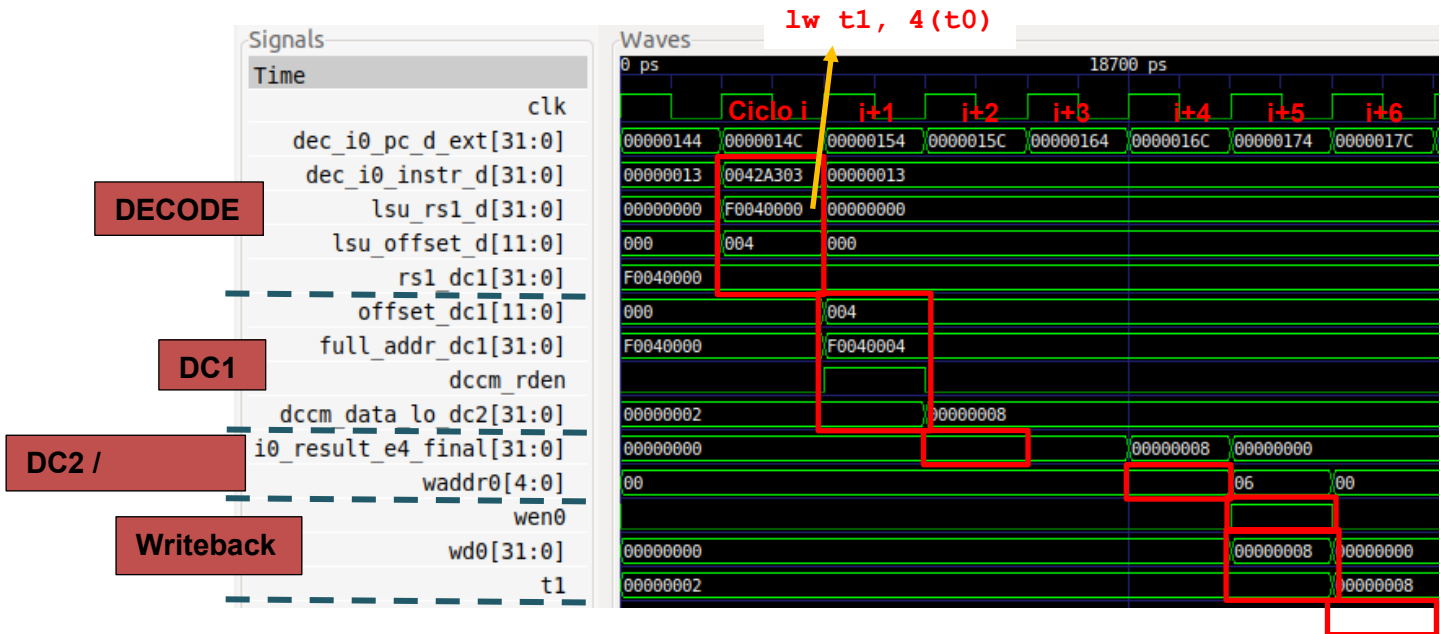 lw t1, 4(t0)
Signals
Waves
Time
0 ps 18700 ps
clk
Ciclo i i+1 i+2 i+3 i+4 i+5 i+6
dec_i0_pc_d_ext[31:0] 00000144 0000014C 00000154 0000015C 00000164 0000016C 00000174 0000017C
dec_i0_instr_d[31:0] 00000013 0042A303 00000013
DECODE
lsu_rs1_d[31:0] 00000000 F0040000 00000000
lsu_offset_d[11:0] 000 004 000
rs1_dc1[31:0] F0040000
offset_dc1[11:0] 000 004
full_addr_dc1[31:0] F0040000 F0040004
DC1
dccm_rden
dccm_data_lo_dc2[31:0] 00000002 00000008
i0_result_e4_final[31:0] 00000000 00000008 00000000
DC2 /
waddr0[4:0] 00 06 00
wen0
Writeback
wd0[31:0] 00000000 00000008 00000000
t1 00000002 00000008